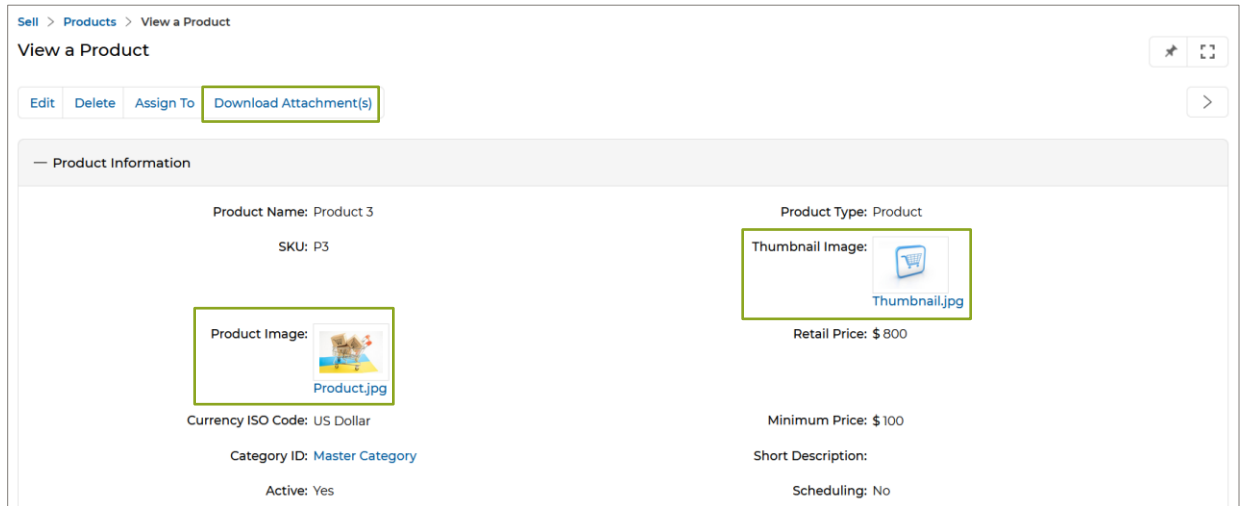 Sell > Products > View a Product
View a Product
Edit Delete Assign To Download Attachment(s)
— Product Information
Product Name: Product 3 Product Type: Product
SKU: P3 Thumbnail Image:
Thumbnail.jpg
Product Image: Retail Price: $ 800
Product.jpg
Currency ISO Code: US Dollar Minimum Price: $ 100
Category ID: Master Category Short Description:
Active: Yes Scheduling: No